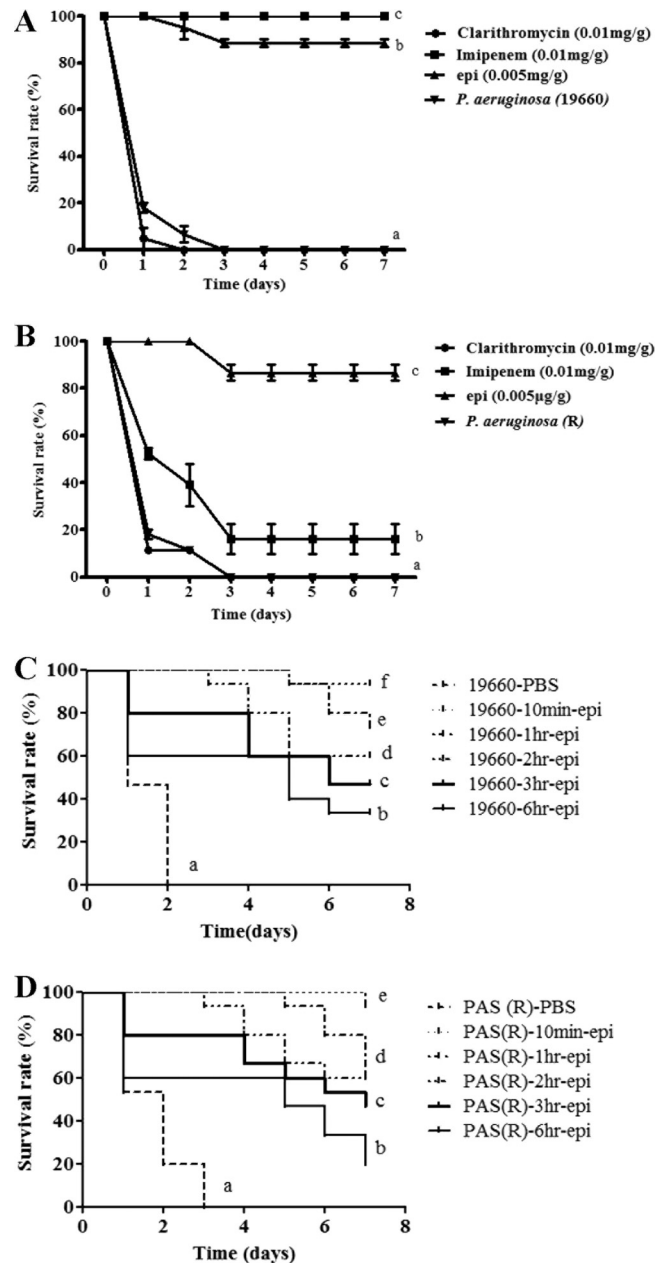 A
Survival rate (%)
100
80
60
40
20
0
0 1 2 3 4 5 6 7
Time (days)
c
b
a
Clarithromycin (0.01mg/g)
Imipenem (0.01mg/g)
epi (0.005mg/g)
P. aeruginosa (19660)
B
Survival rate (%)
100
80
60
40
20
0
0 1 2 3 4 5 6 7
Time (days)
c
b
a
Clarithromycin (0.01mg/g)
Imipenem (0.01mg/g)
epi (0.005µg/g)
P. aeruginosa (R)
C
Survival rate (%)
100
80
60
40
20
0
0 2 4 6 8
Time(days)
f
e
d
c
b
a
19660-PBS
19660-10min-epi
19660-1hr-epi
19660-2hr-epi
19660-3hr-epi
19660-6hr-epi
D
Survival rate (%)
100
80
60
40
20
0
0 2 4 6 8
Time (days)
e
d
c
b
a
PAS (R)-PBS
PAS(R)-10min-epi
PAS(R)-1hr-epi
PAS(R)-2hr-epi
PAS(R)-3hr-epi
PAS(R)-6hr-epi